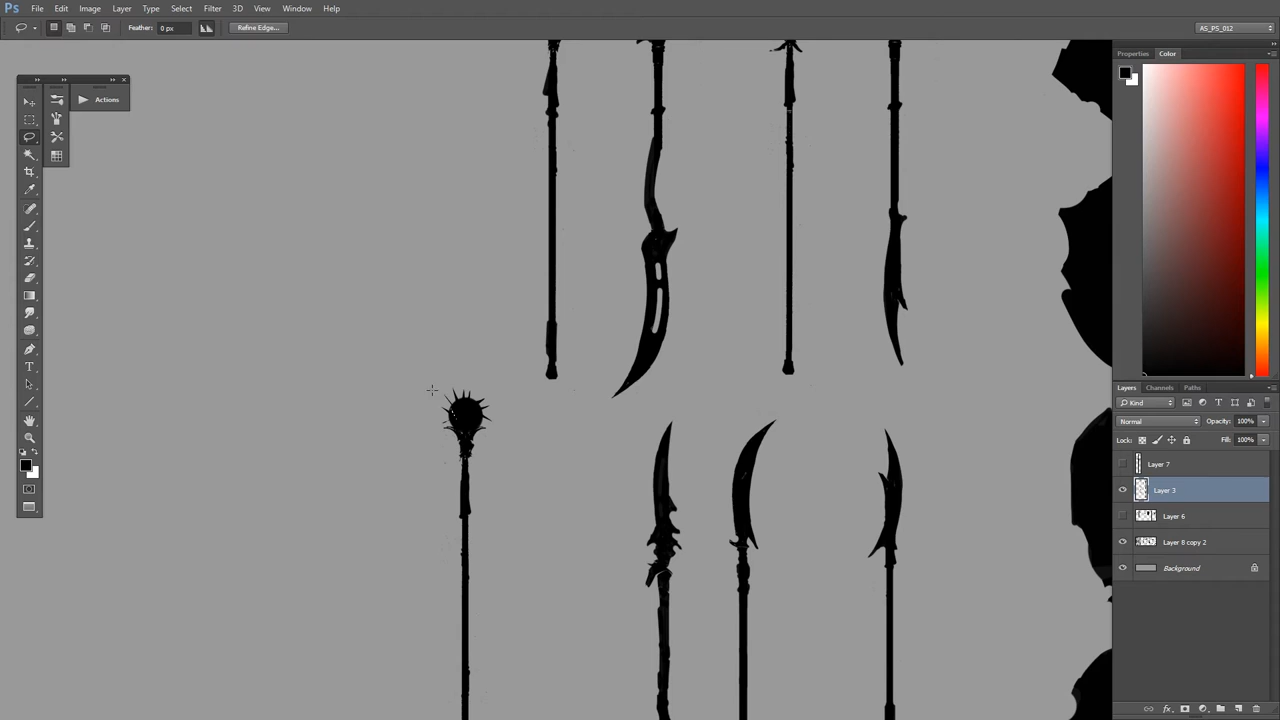 Ps File Edit Image Layer Type Select Filter 3D View Window Help
Feather: 0 px Refine Edge... AS_PS_012
Properties Color
Actions
Layers Channels Paths
Kind
Normal Opacity: 100%
Lock: Fill: 100%
Layer 7
Layer 3
Layer 6
Layer 8 copy 2
Background
fx